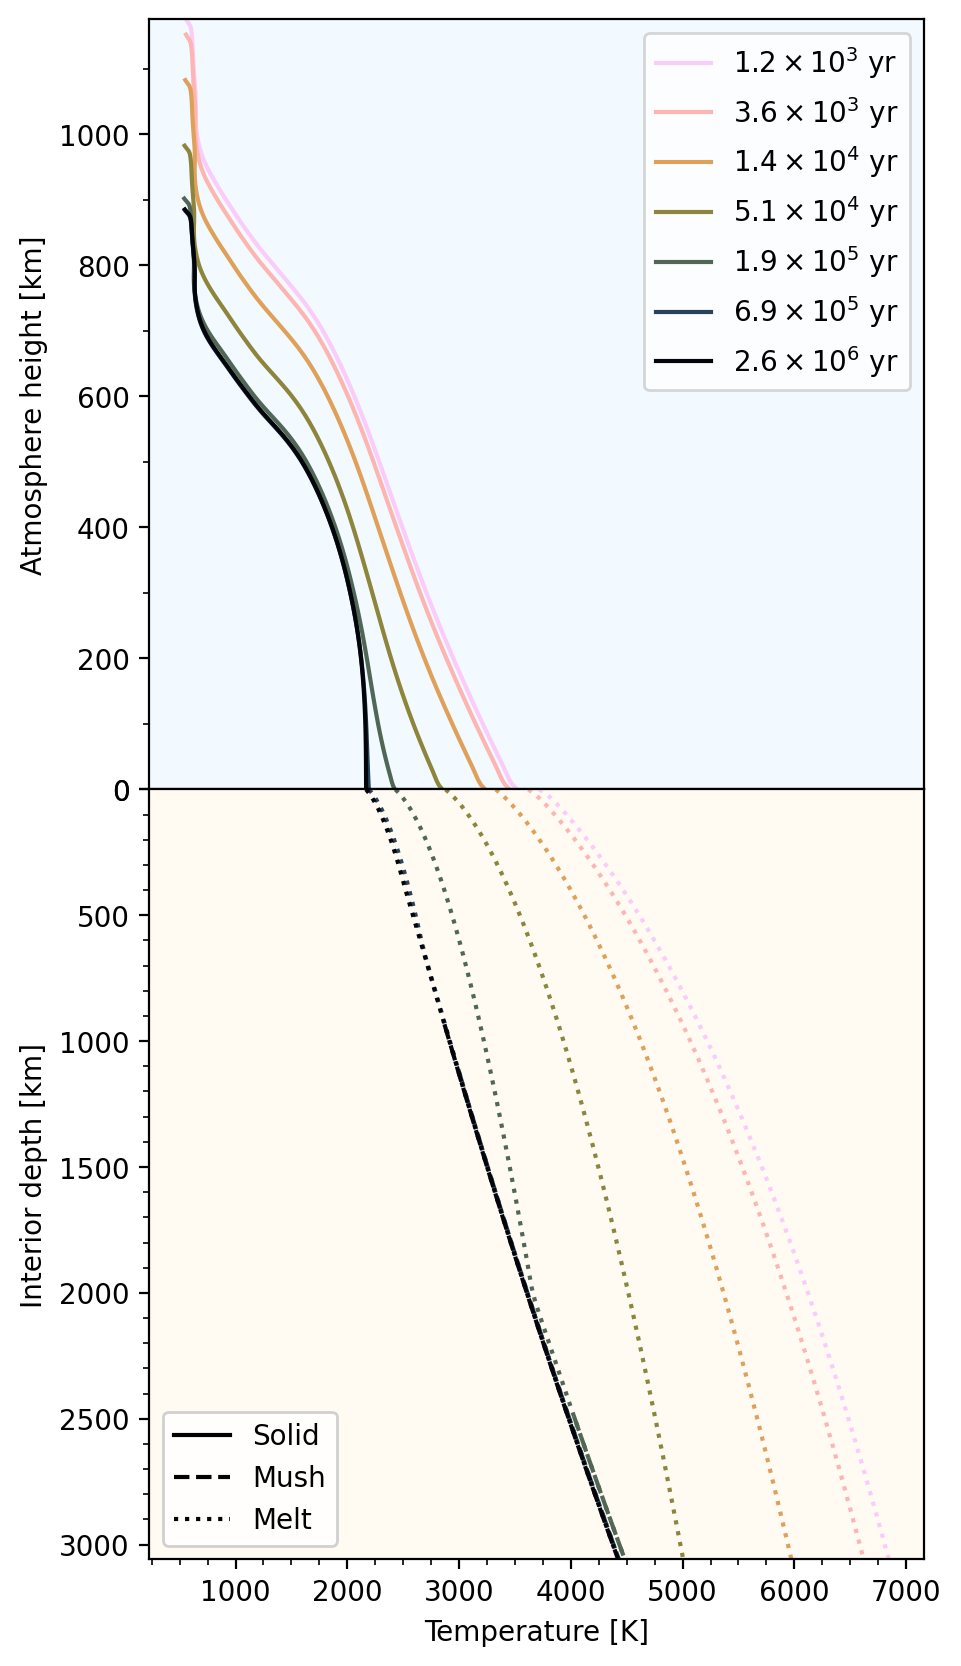 1.2 × 10³ yr
3.6 × 10³ yr
1.4 × 10⁴ yr
5.1 × 10⁴ yr
1.9 × 10⁵ yr
6.9 × 10⁵ yr
2.6 × 10⁶ yr
Atmosphere height [km]
1000
800
600
400
200
0
Interior depth [km]
500
1000
1500
2000
2500
3000
Solid
Mush
Melt
1000 2000 3000 4000 5000 6000 7000
Temperature [K]